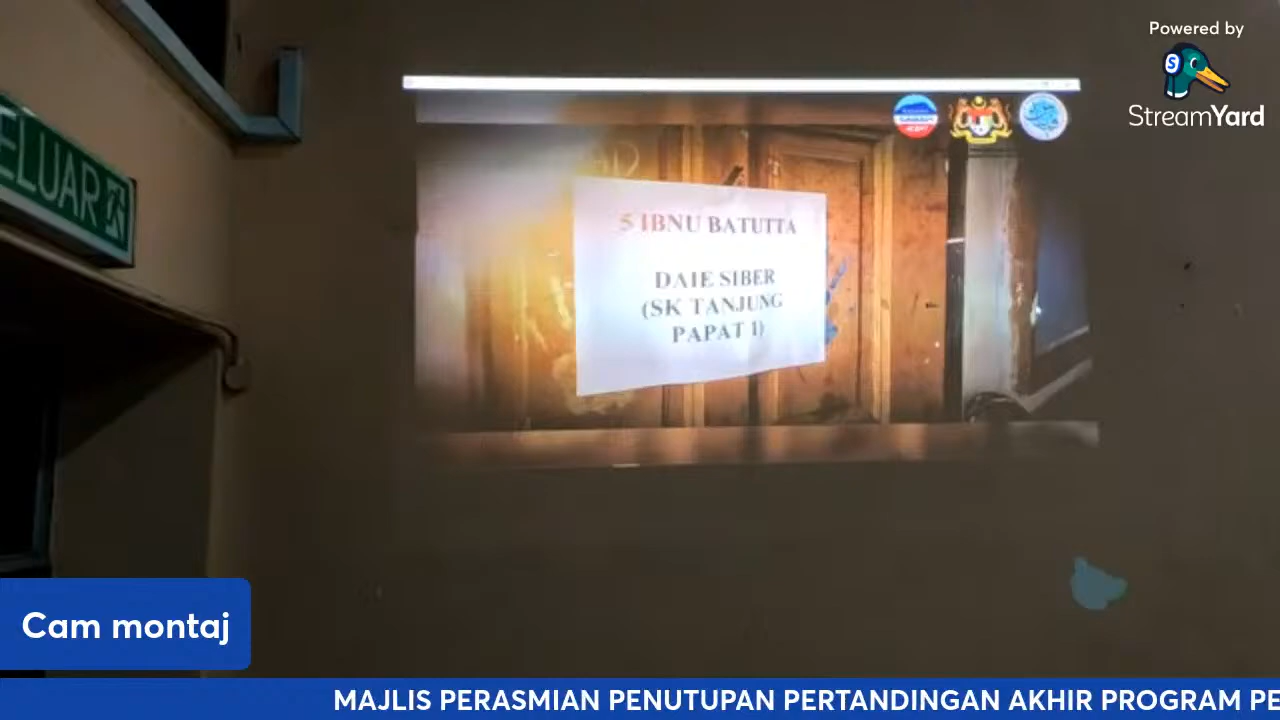 Powered by
StreamYard
ELUAR
5 IBNU BATUTTA
DAIE SIBER
(SK TANJUNG
PAPAT 1)
Cam montaj
MAJLIS PERASMIAN PENUTUPAN PERTANDINGAN AKHIR PROGRAM PE